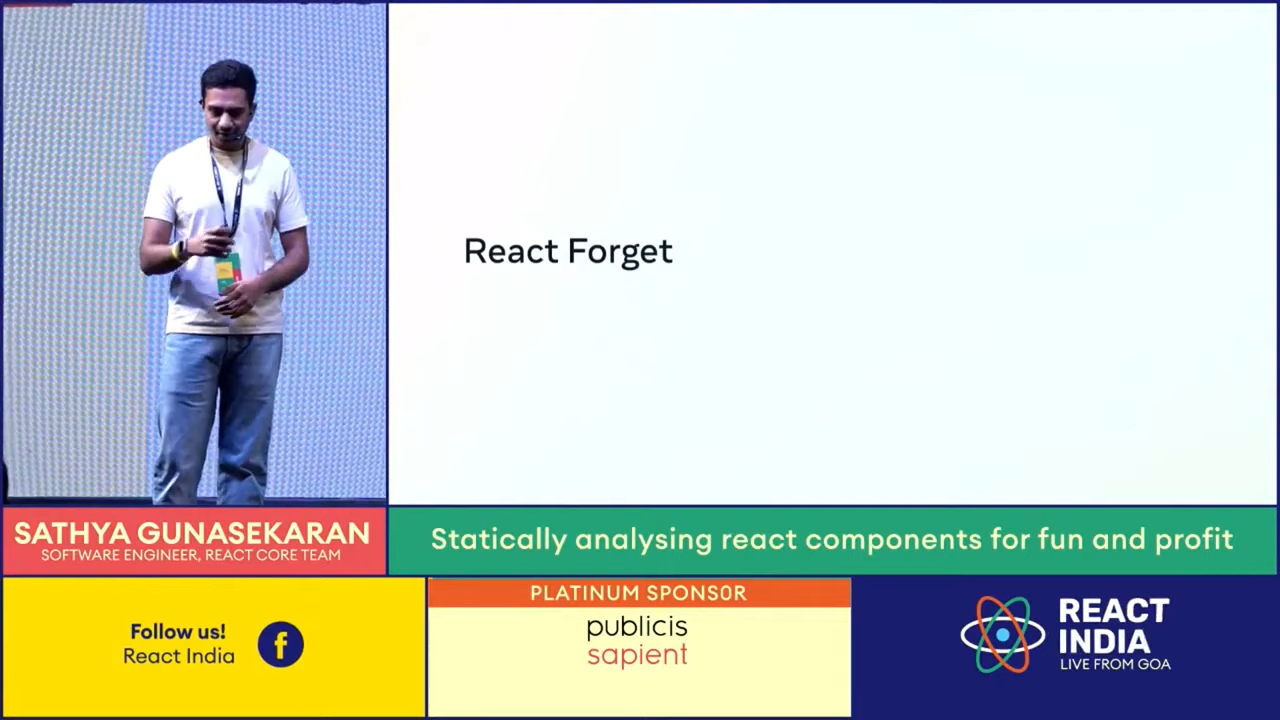 React Forget
SATHYA GUNASEKARAN
SOFTWARE ENGINEER, REACT CORE TEAM
Statically analysing react components for fun and profit
Follow us!
React India
f
PLATINUM SPONSOR
publicis
sapient
REACT
INDIA
LIVE FROM GOA